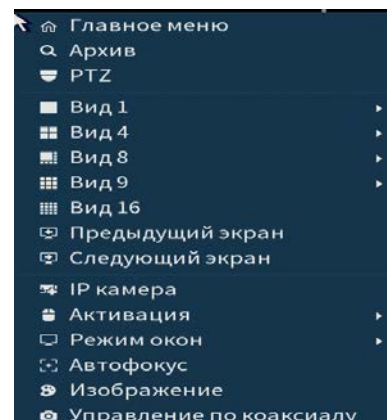 Главное меню
Архив
PTZ
Вид 1
Вид 4
Вид 8
Вид 9
Вид 16
Предыдущий экран
Следующий экран
IP камера
Активация
Режим окон
Автофокус
Изображение
Управление по коаксиалу